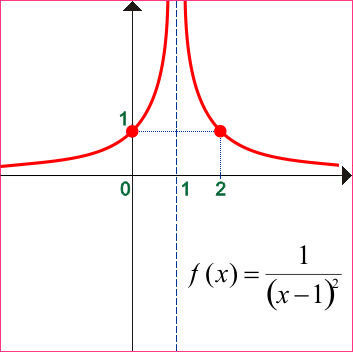 1
0 1 2
f (x) = 1/(x−1)²